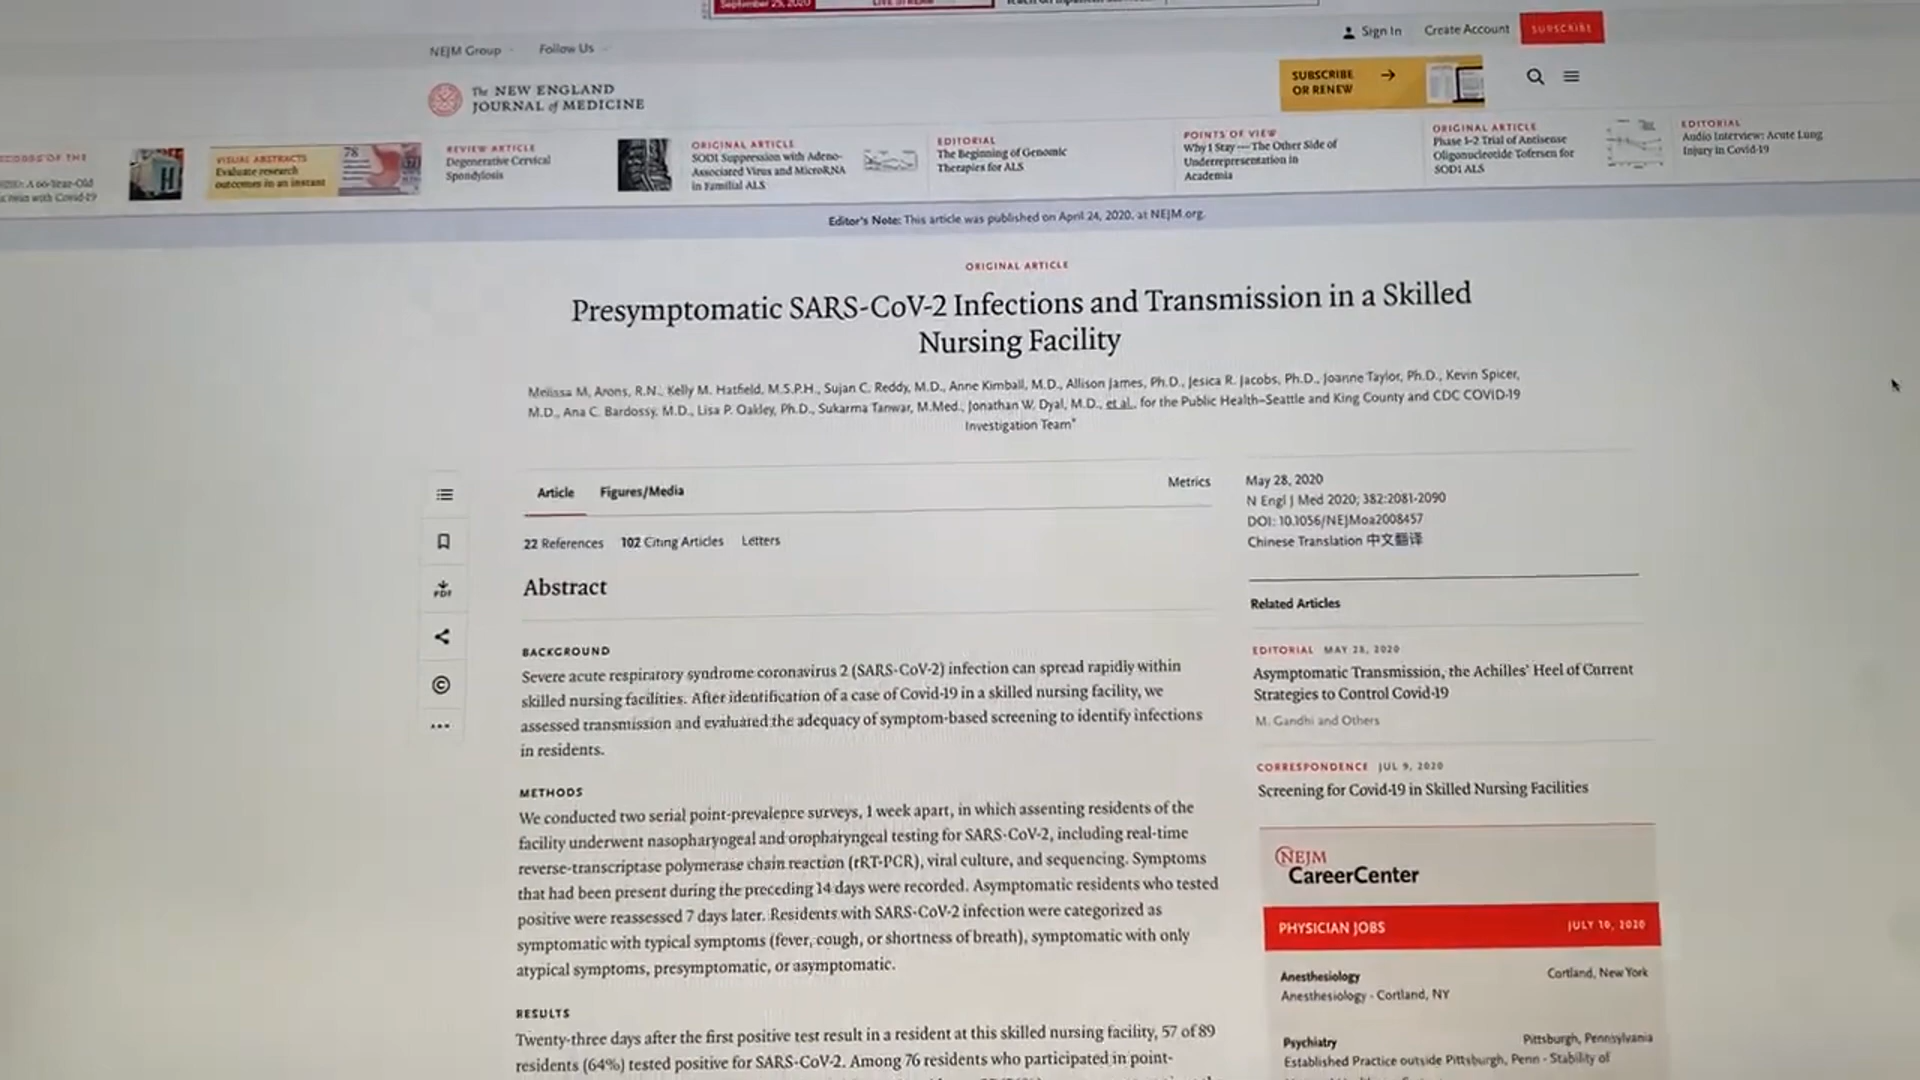 September 25, 2020
LIVE STREAM
NEJM Group
Follow Us
Sign In
Create Account
SUBSCRIBE
The NEW ENGLAND
JOURNAL of MEDICINE
SUBSCRIBE
OR RENEW
OF THE
A 60-Year-Old
with Covid-19
VISUAL ABSTRACTS
Evaluate research
outcomes in an instant
78
REVIEW ARTICLE
Degenerative Cervical
Spondylosis
ORIGINAL ARTICLE
SOD1 Suppression with Adeno-
Associated Virus and MicroRNA
in Familial ALS
EDITORIAL
The Beginning of Genomic
Therapies for ALS
POINTS OF VIEW
Why I Stay — The Other Side of
Underrepresentation in
Academia
ORIGINAL ARTICLE
Phase 1–2 Trial of Antisense
Oligonucleotide Tofersen for
SOD1 ALS
EDITORIAL
Audio Interview: Acute Lung
Injury in Covid-19
Editor's Note: This article was published on April 24, 2020, at NEJM.org.
ORIGINAL ARTICLE
Presymptomatic SARS-CoV-2 Infections and Transmission in a Skilled
Nursing Facility
Melissa M. Arons, R.N., Kelly M. Hatfield, M.S.P.H., Sujan C. Reddy, M.D., Anne Kimball, M.D., Allison James, Ph.D., Jesica R. Jacobs, Ph.D., Joanne Taylor, Ph.D., Kevin Spicer,
M.D., Ana C. Bardossy, M.D., Lisa P. Oakley, Ph.D., Sukarma Tanwar, M.Med., Jonathan W. Dyal, M.D., et al., for the Public Health–Seattle and King County and CDC COVID-19
Investigation Team*
Article
Figures/Media
Metrics
22 References
102 Citing Articles
Letters
May 28, 2020
N Engl J Med 2020; 382:2081-2090
DOI: 10.1056/NEJMoa2008457
Chinese Translation 中文翻译
PDF
Abstract
BACKGROUND
Severe acute respiratory syndrome coronavirus 2 (SARS-CoV-2) infection can spread rapidly within
skilled nursing facilities. After identification of a case of Covid-19 in a skilled nursing facility, we
assessed transmission and evaluated the adequacy of symptom-based screening to identify infections
in residents.
METHODS
We conducted two serial point-prevalence surveys, 1 week apart, in which assenting residents of the
facility underwent nasopharyngeal and oropharyngeal testing for SARS-CoV-2, including real-time
reverse-transcriptase polymerase chain reaction (rRT-PCR), viral culture, and sequencing. Symptoms
that had been present during the preceding 14 days were recorded. Asymptomatic residents who tested
positive were reassessed 7 days later. Residents with SARS-CoV-2 infection were categorized as
symptomatic with typical symptoms (fever, cough, or shortness of breath), symptomatic with only
atypical symptoms, presymptomatic, or asymptomatic.
RESULTS
Twenty-three days after the first positive test result in a resident at this skilled nursing facility, 57 of 89
residents (64%) tested positive for SARS-CoV-2. Among 76 residents who participated in point-
Related Articles
EDITORIAL MAY 28, 2020
Asymptomatic Transmission, the Achilles' Heel of Current
Strategies to Control Covid-19
M. Gandhi and Others
CORRESPONDENCE JUL 9, 2020
Screening for Covid-19 in Skilled Nursing Facilities
NEJM
CareerCenter
PHYSICIAN JOBS
JULY 10, 2020
Anesthesiology
Cortland, New York
Anesthesiology - Cortland, NY
Psychiatry
Pittsburgh, Pennsylvania
Established Practice outside Pittsburgh, Penn - Stability of